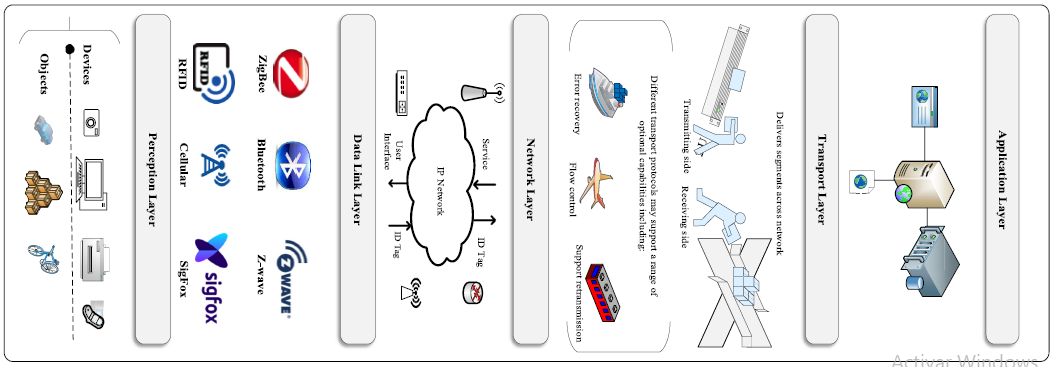 Application Layer
Transport Layer
Delivers segments across network
Transmitting side
Receiving side
Different transport protocols may support a range of
optional capabilities including:
Error recovery
Flow control
Support retransmission
Network Layer
Service
ID Tag
IP Network
User
Interface
ID Tag
Data Link Layer
Z WAVE®
ZigBee
Bluetooth
Z-wave
RFID
sigfox
RFID
Cellular
SigFox
Perception Layer
Devices
Objects
Activar Windows